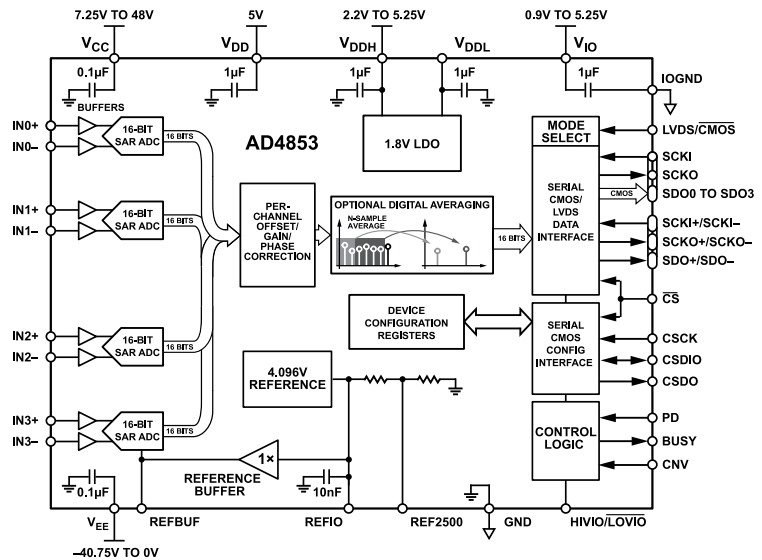 7.25V TO 48V
5V
2.2V TO 5.25V
0.9V TO 5.25V
VCC
VDD
VDDH
VDDL
VIO
0.1µF
1µF
1µF
1µF
1µF
IOGND
BUFFERS
IN0+
IN0–
16-BIT
SAR ADC
16 BITS
AD4853
1.8V LDO
MODE
SELECT
LVDS/CMOS
SCKI
SCKO
CMOS
SDO0 TO SDO3
IN1+
IN1–
16-BIT
SAR ADC
16 BITS
PER-
CHANNEL
OFFSET/
GAIN/
PHASE
CORRECTION
OPTIONAL DIGITAL AVERAGING
N-SAMPLE
AVERAGE
16 BITS
SERIAL
CMOS/
LVDS
DATA
INTERFACE
SCKI+/SCKI–
SCKO+/SCKO–
SDO+/SDO–
CS
IN2+
IN2–
16-BIT
SAR ADC
16 BITS
DEVICE
CONFIGURATION
REGISTERS
SERIAL
CMOS
CONFIG
INTERFACE
CSCK
CSDIO
CSDO
4.096V
REFERENCE
IN3+
IN3–
16-BIT
SAR ADC
16 BITS
1×
REFERENCE
BUFFER
10nF
CONTROL
LOGIC
PD
BUSY
CNV
0.1µF
VEE
REFBUF
REFIO
REF2500
GND
HIVIO/LOVIO
–40.75V TO 0V